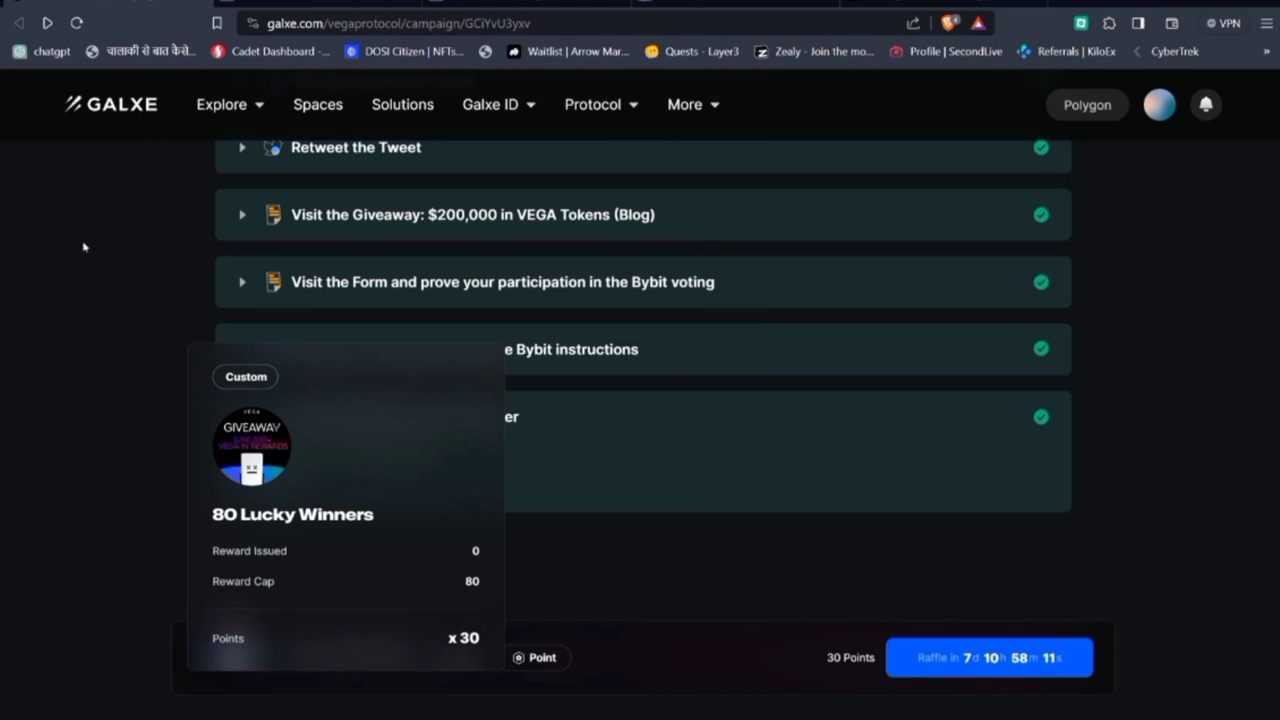 galxe.com/vegaprotocol/campaign/GCiYvU3yxv
VPN
chatgpt
चालाकी से बात कैसे...
Cadet Dashboard -...
DOSI Citizen | NFTs...
Waitlist | Arrow Mar...
Quests - Layer3
Zealy - Join the mo...
Profile | SecondLive
Referrals | KiloEx
CyberTrek
»
GALXE
Explore
Spaces
Solutions
Galxe ID
Protocol
More
Polygon
Retweet the Tweet
Visit the Giveaway: $200,000 in VEGA Tokens (Blog)
Visit the Form and prove your participation in the Bybit voting
e Bybit instructions
er
Custom
VEGA
GIVEAWAY
VEGA IN REWARDS
80 Lucky Winners
Reward Issued 0
Reward Cap 80
Points x 30
Point
30 Points
Raffle in 7d 10h 58m 11s